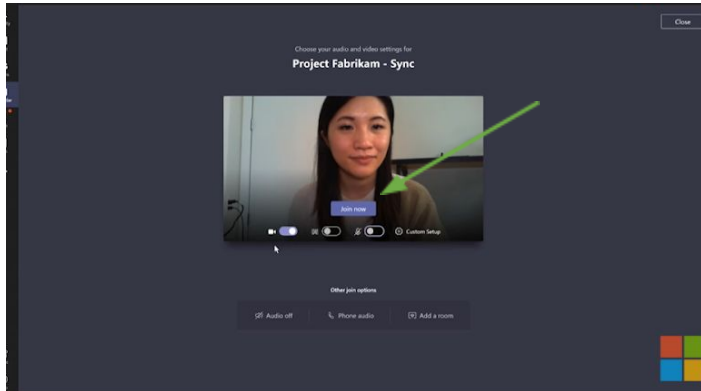 Close
Choose your audio and video settings for
Project Fabrikam - Sync
Join now
Custom Setup
Other join options
Audio off
Phone audio
Add a room